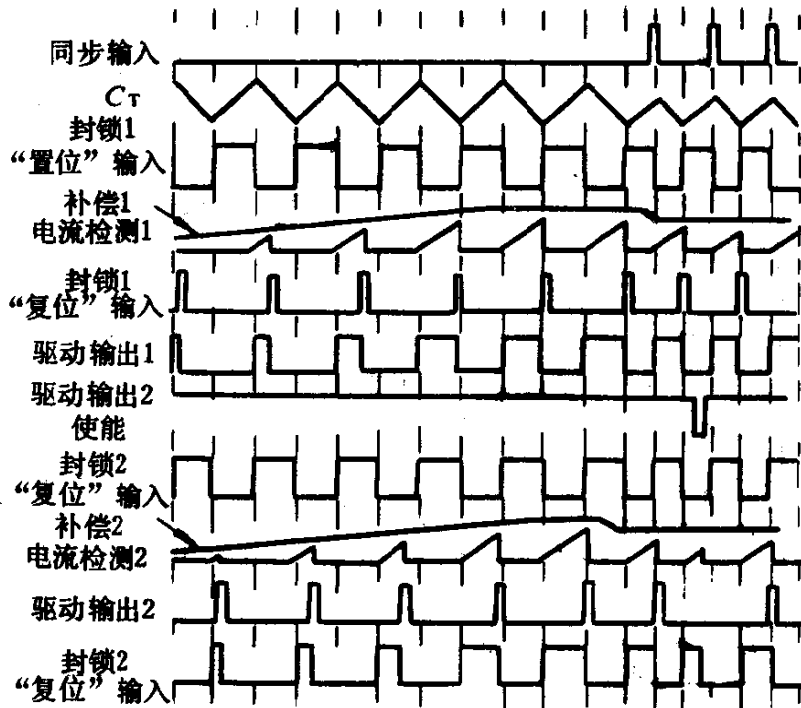 同步输入
CT
封锁1
“置位”输入
补偿1
电流检测1
封锁1
“复位”输入
驱动输出1
驱动输出2
使能
封锁2
“复位”输入
补偿2
电流检测2
驱动输出2
封锁2
“复位”输入